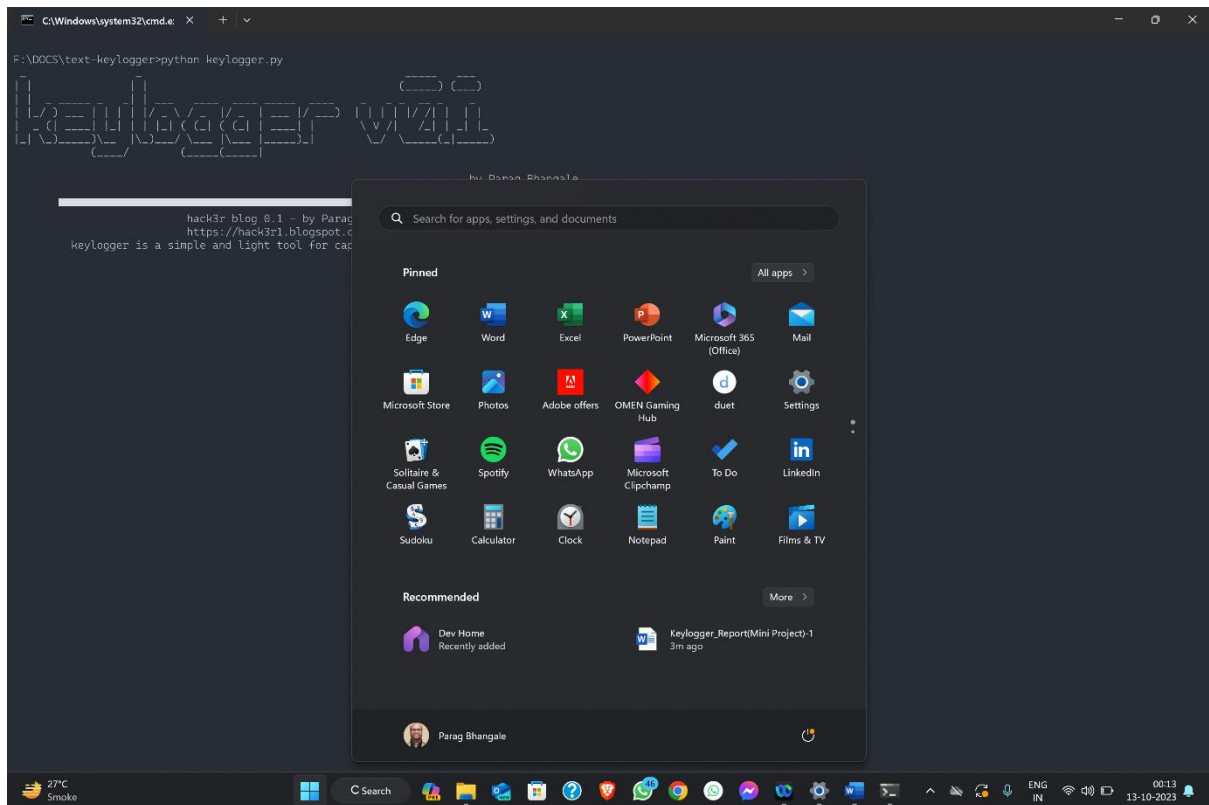 C:\Windows\system32\cmd.e:
F:\DOCS\text-keylogger>python keylogger.py
keylogger
by Parag Bhangale
hack3r blog 0.1 - by Parag
https://hack3r1.blogspot.c
keylogger is a simple and light tool for cap
Search for apps, settings, and documents
Pinned
All apps >
Edge
Word
Excel
PowerPoint
Microsoft 365
(Office)
Mail
Microsoft Store
Photos
Adobe offers
OMEN Gaming
Hub
duet
Settings
Solitaire &
Casual Games
Spotify
WhatsApp
Microsoft
Clipchamp
To Do
LinkedIn
Sudoku
Calculator
Clock
Notepad
Paint
Films & TV
Recommended
More >
Dev Home
Recently added
Keylogger_Report(Mini Project)-1
3m ago
Parag Bhangale
27°C
Smoke
Search
46
ENG
IN
00:13
13-10-2023